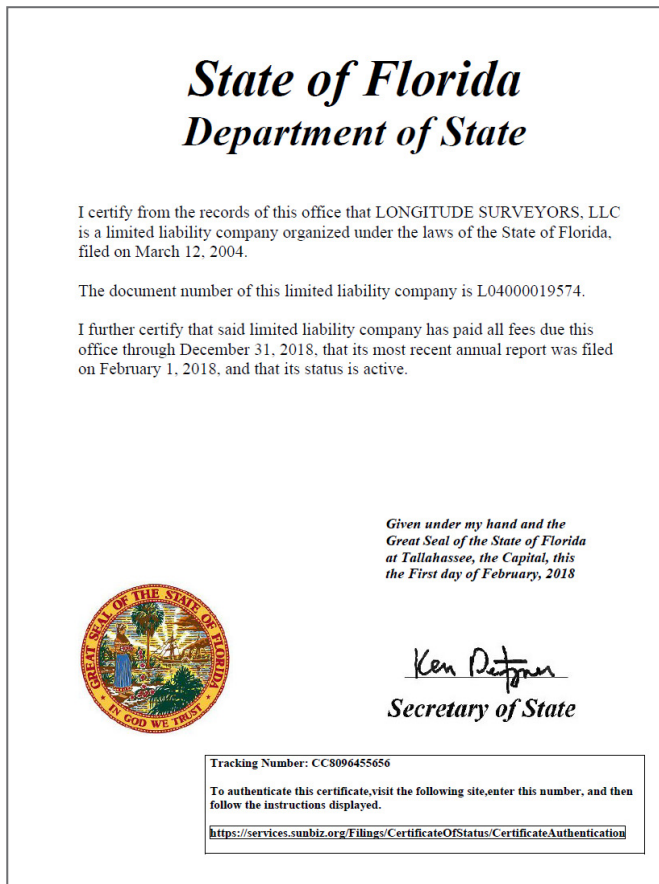 State of Florida
Department of State
I certify from the records of this office that LONGITUDE SURVEYORS, LLC
is a limited liability company organized under the laws of the State of Florida,
filed on March 12, 2004.
The document number of this limited liability company is L04000019574.
I further certify that said limited liability company has paid all fees due this
office through December 31, 2018, that its most recent annual report was filed
on February 1, 2018, and that its status is active.
Given under my hand and the
Great Seal of the State of Florida
at Tallahassee, the Capital, this
the First day of February, 2018
GREAT SEAL OF THE STATE OF FLORIDA
IN GOD WE TRUST
Ken Detzner
Secretary of State
Tracking Number: CC8096455656
To authenticate this certificate,visit the following site,enter this number, and then
follow the instructions displayed.
https://services.sunbiz.org/Filings/CertificateOfStatus/CertificateAuthentication